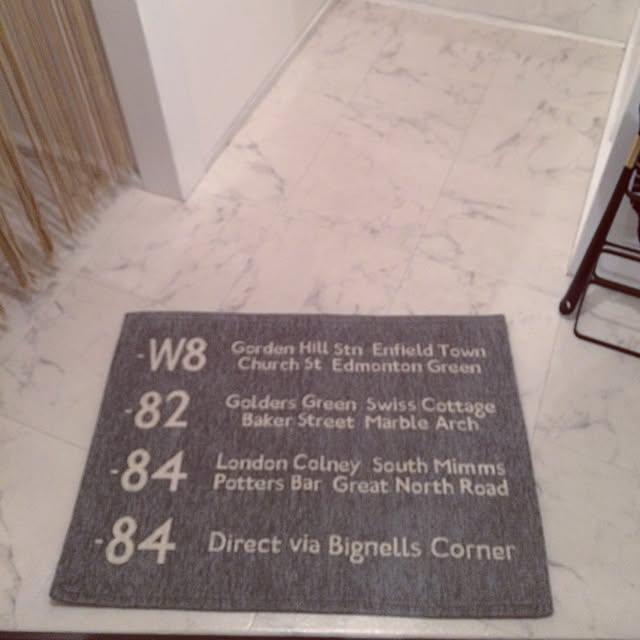 -W8 Gorden Hill Stn Enfield Town
Church St Edmonton Green
-82 Golders Green Swiss Cottage
Baker Street Marble Arch
-84 London Colney South Mimms
Potters Bar Great North Road
-84 Direct via Bignells Corner